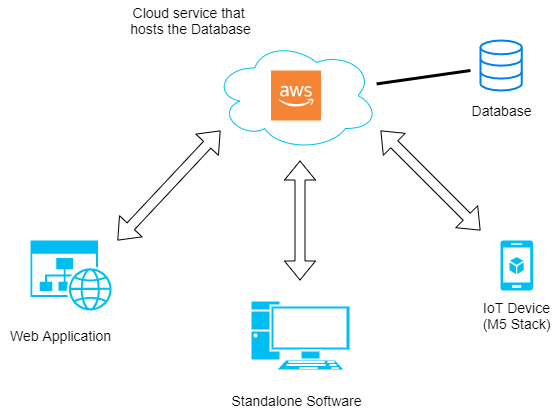 Cloud service that
hosts the Database
aws
Database
Web Application
IoT Device
(M5 Stack)
Standalone Software